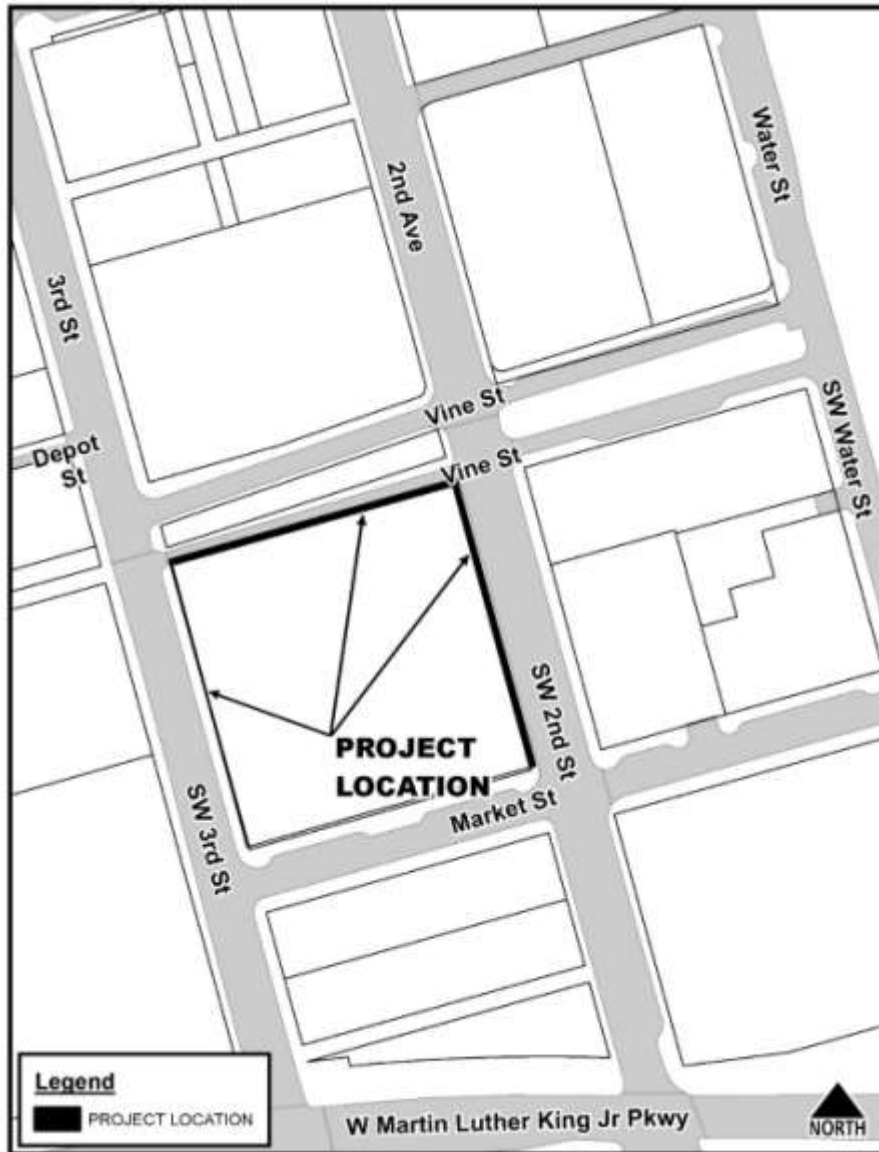 Water St
2nd Ave
3rd St
Vine St
Depot
St
Vine St
SW Water St
SW 2nd St
PROJECT
LOCATION
Market St
SW 3rd St
Legend
PROJECT LOCATION
W Martin Luther King Jr Pkwy
NORTH